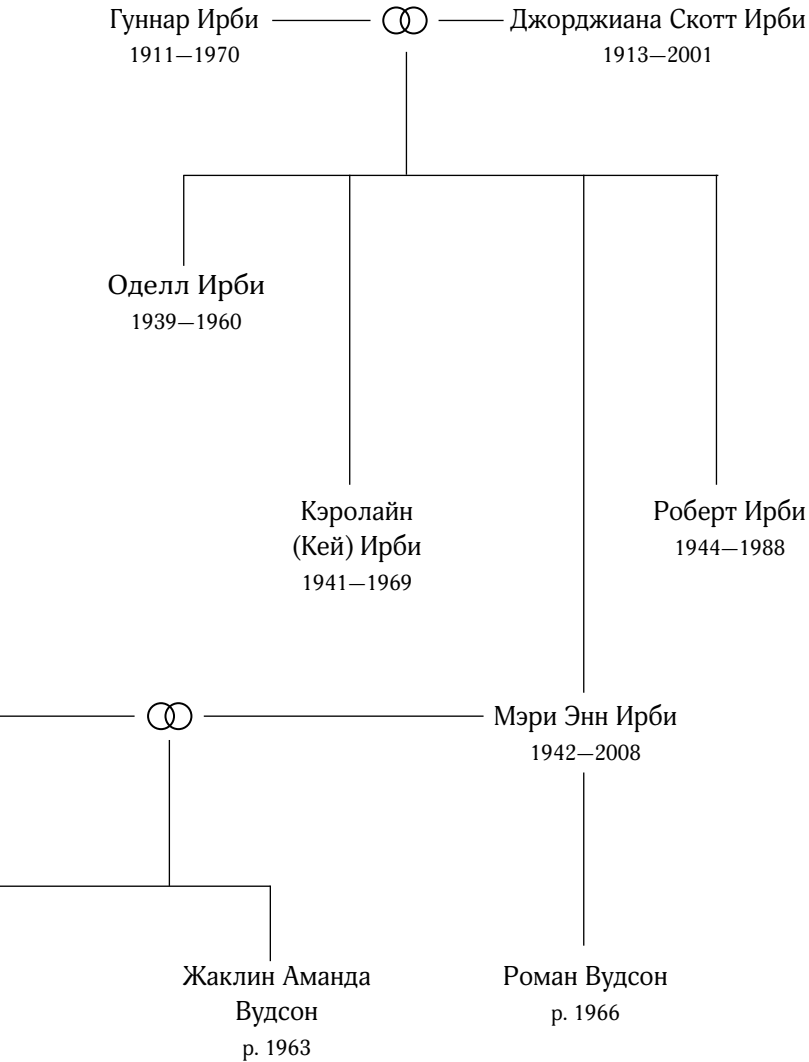 Гуннар Ирби
1911—1970
Джорджиана Скотт Ирби
1913—2001
Оделл Ирби
1939—1960
Кэролайн
(Кей) Ирби
1941—1969
Роберт Ирби
1944—1988
Мэри Энн Ирби
1942—2008
Жаклин Аманда
Вудсон
р. 1963
Роман Вудсон
р. 1966